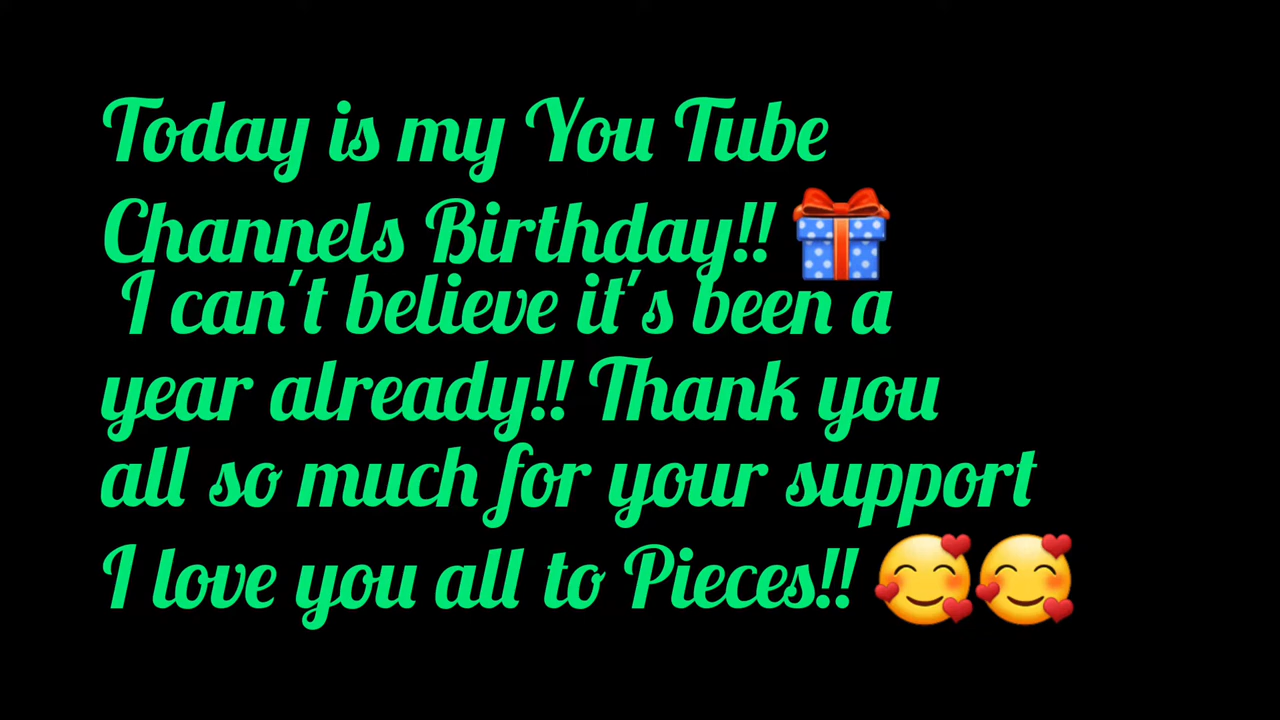 Today is my You Tube
Channels Birthday!! 🎁
I can't believe it's been a
year already!! Thank you
all so much for your support
I love you all to Pieces!! 🥰🥰